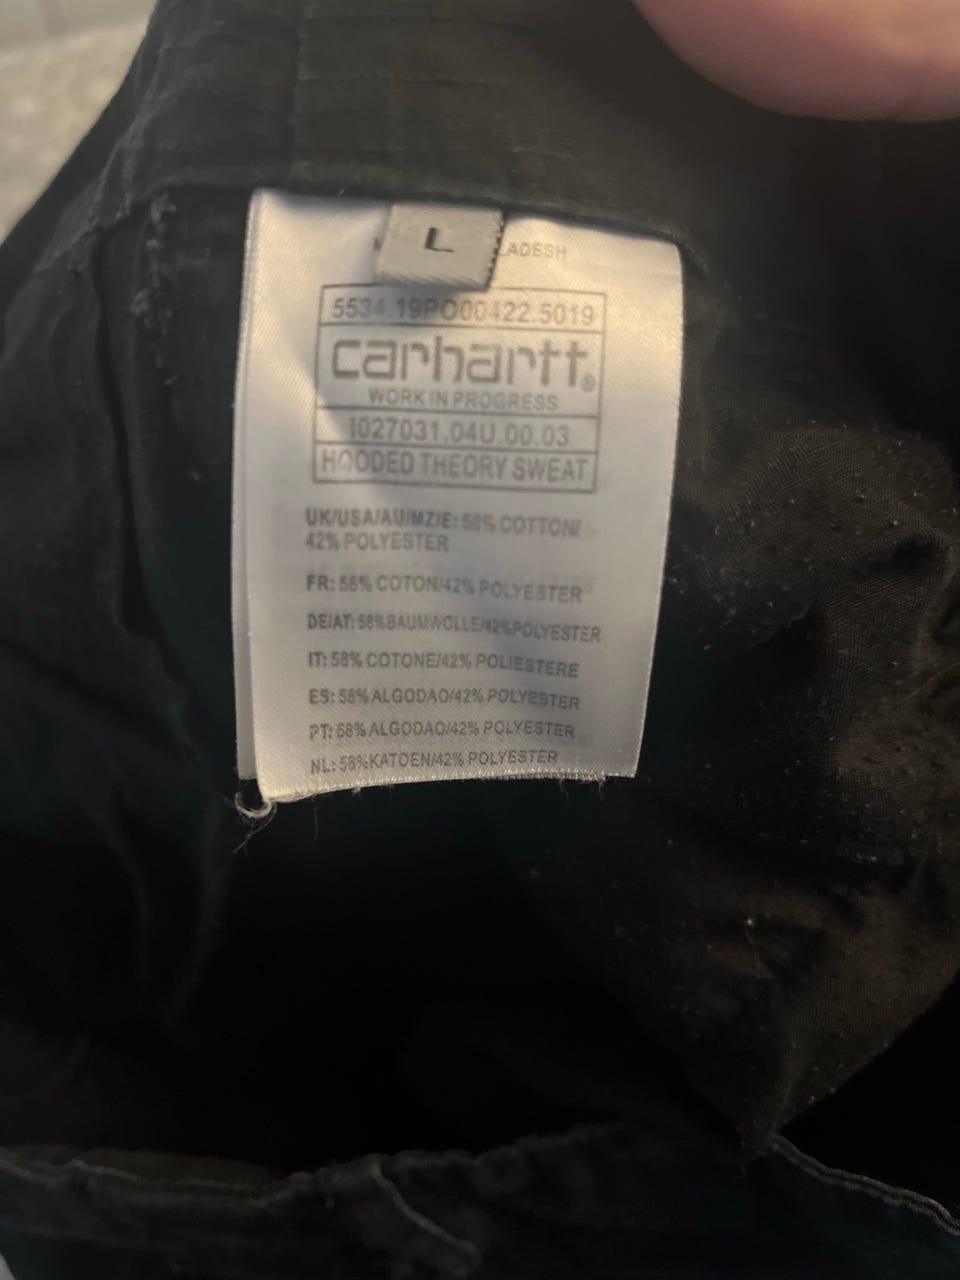 L
LADESH
5534.19PO00422.5019
carhartt®
WORK IN PROGRESS
I027031.04U.00.03
HOODED THEORY SWEAT
UK/USA/AU/MZIE: 58% COTTON/
42% POLYESTER
FR: 58% COTON/42% POLYESTER
DE/AT: 58%BAUMWOLLE/42%POLYESTER
IT: 58% COTONE/42% POLIESTERE
ES: 58% ALGODAO/42% POLYESTER
PT: 58% ALGODAO/42% POLYESTER
NL: 58%KATOEN/42% POLYESTER